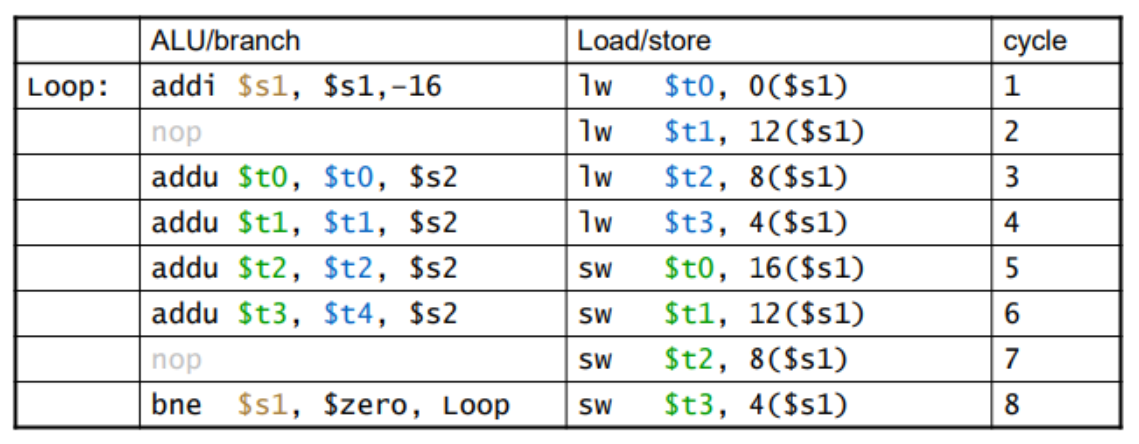 ALU/branch Load/store cycle
Loop: addi $s1, $s1,–16 lw $t0, 0($s1) 1
nop lw $t1, 12($s1) 2
addu $t0, $t0, $s2 lw $t2, 8($s1) 3
addu $t1, $t1, $s2 lw $t3, 4($s1) 4
addu $t2, $t2, $s2 sw $t0, 16($s1) 5
addu $t3, $t4, $s2 sw $t1, 12($s1) 6
nop sw $t2, 8($s1) 7
bne $s1, $zero, Loop sw $t3, 4($s1) 8